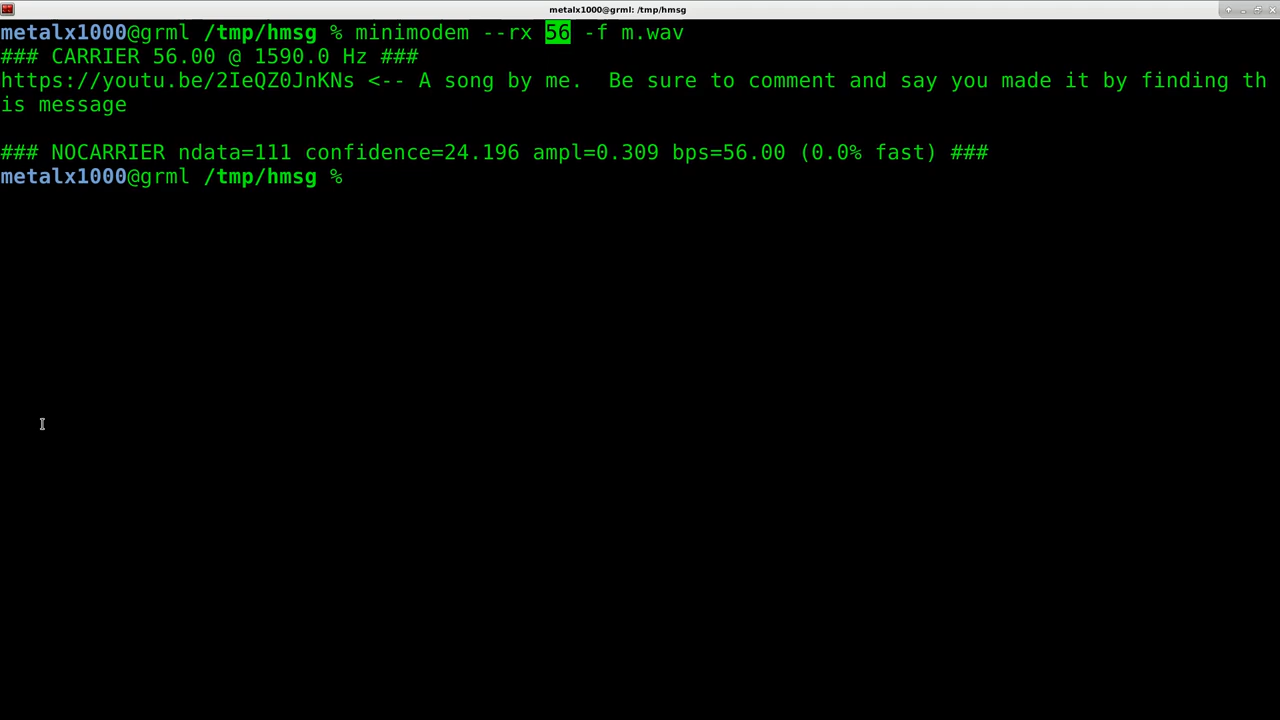 metalx1000@grml: /tmp/hmsg
metalx1000@grml /tmp/hmsg % minimodem --rx 56 -f m.wav
### CARRIER 56.00 @ 1590.0 Hz ###
https://youtu.be/2IeQZ0JnKNs <-- A song by me.  Be sure to comment and say you made it by finding th
is message
### NOCARRIER ndata=111 confidence=24.196 ampl=0.309 bps=56.00 (0.0% fast) ###
metalx1000@grml /tmp/hmsg %